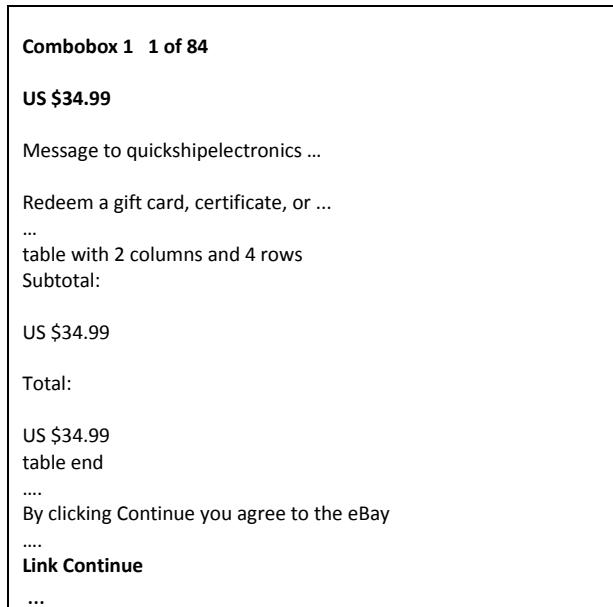 Combobox 1   1 of 84
US $34.99
Message to quickshipelectronics …
Redeem a gift card, certificate, or ...
…
table with 2 columns and 4 rows
Subtotal:
US $34.99
Total:
US $34.99
table end
….
By clicking Continue you agree to the eBay
….
Link Continue
...